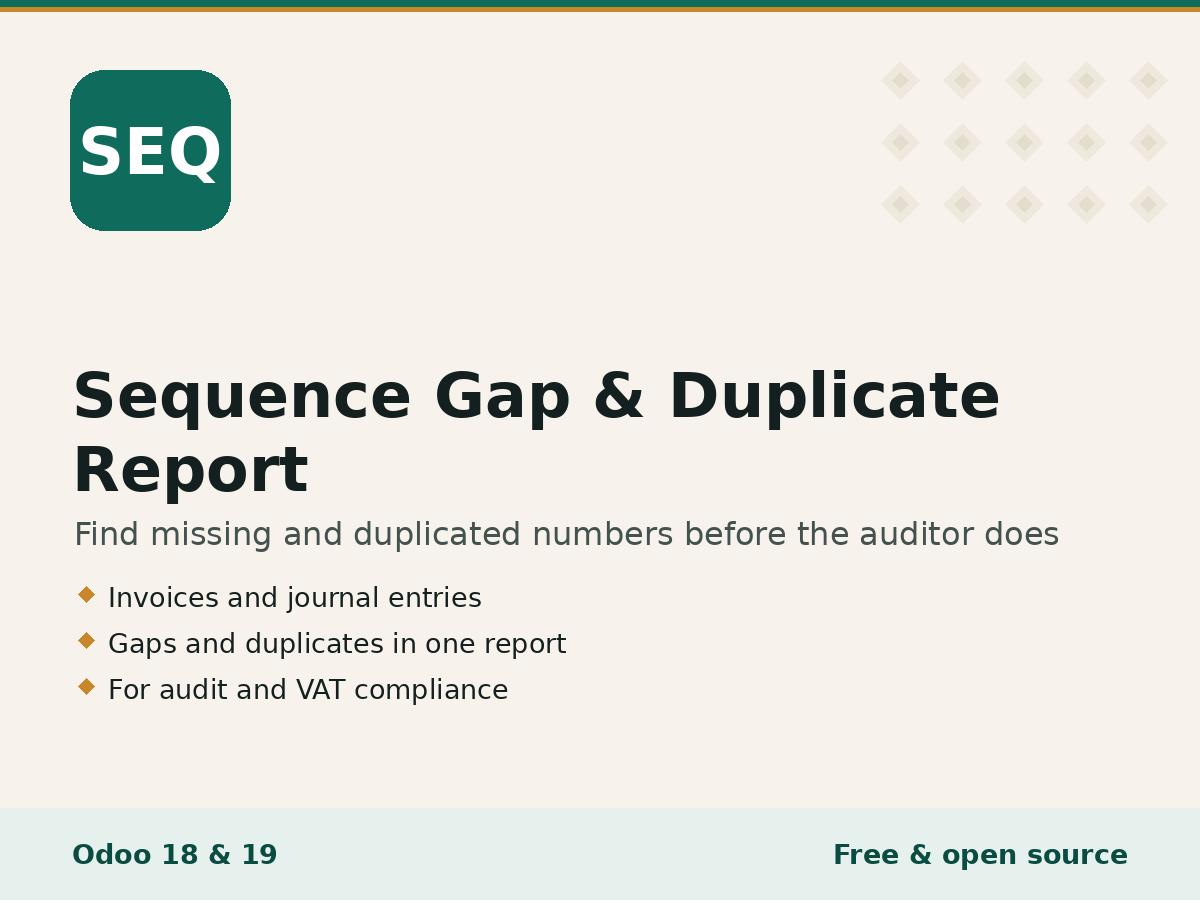 SEQ
Sequence Gap & Duplicate
Report
Find missing and duplicated numbers before the auditor does
Invoices and journal entries
Gaps and duplicates in one report
For audit and VAT compliance
Odoo 18 & 19
Free & open source